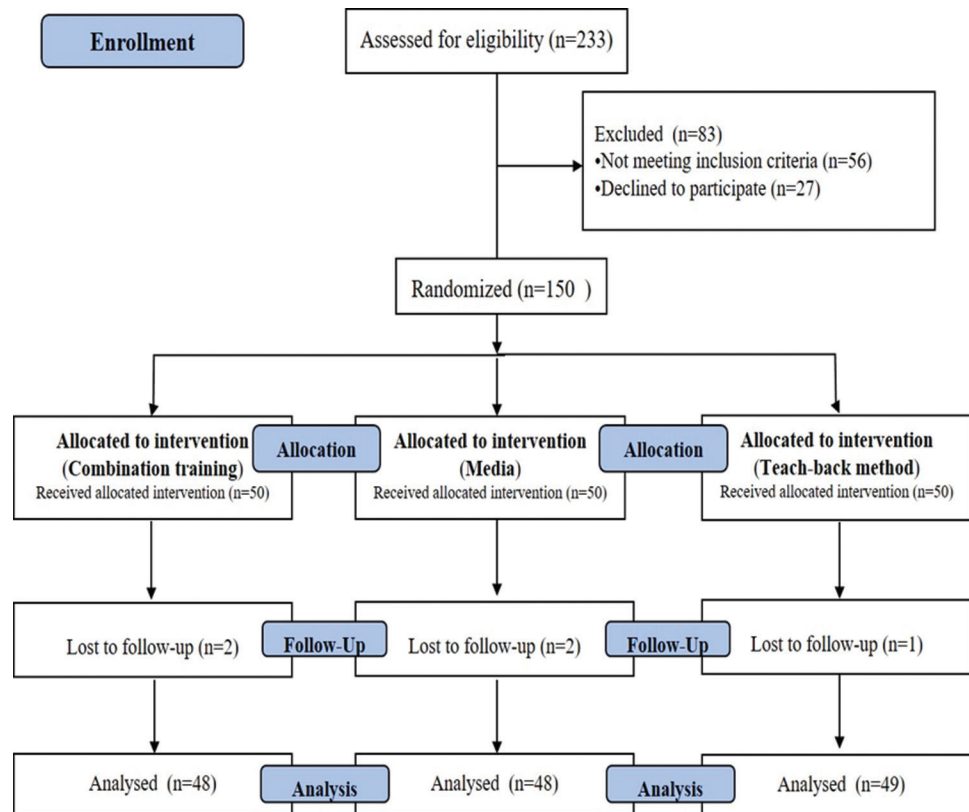 Enrollment
Assessed for eligibility (n=233)
Excluded (n=83)
•Not meeting inclusion criteria (n=56)
•Declined to participate (n=27)
Randomized (n=150 )
Allocated to intervention
(Combination training)
Received allocated intervention (n=50)
Allocation
Allocated to intervention
(Media)
Received allocated intervention (n=50)
Allocation
Allocated to intervention
(Teach-back method)
Received allocated intervention (n=50)
Lost to follow-up (n=2)
Follow-Up
Lost to follow-up (n=2)
Follow-Up
Lost to follow-up (n=1)
Analysed (n=48)
Analysis
Analysed (n=48)
Analysis
Analysed (n=49)